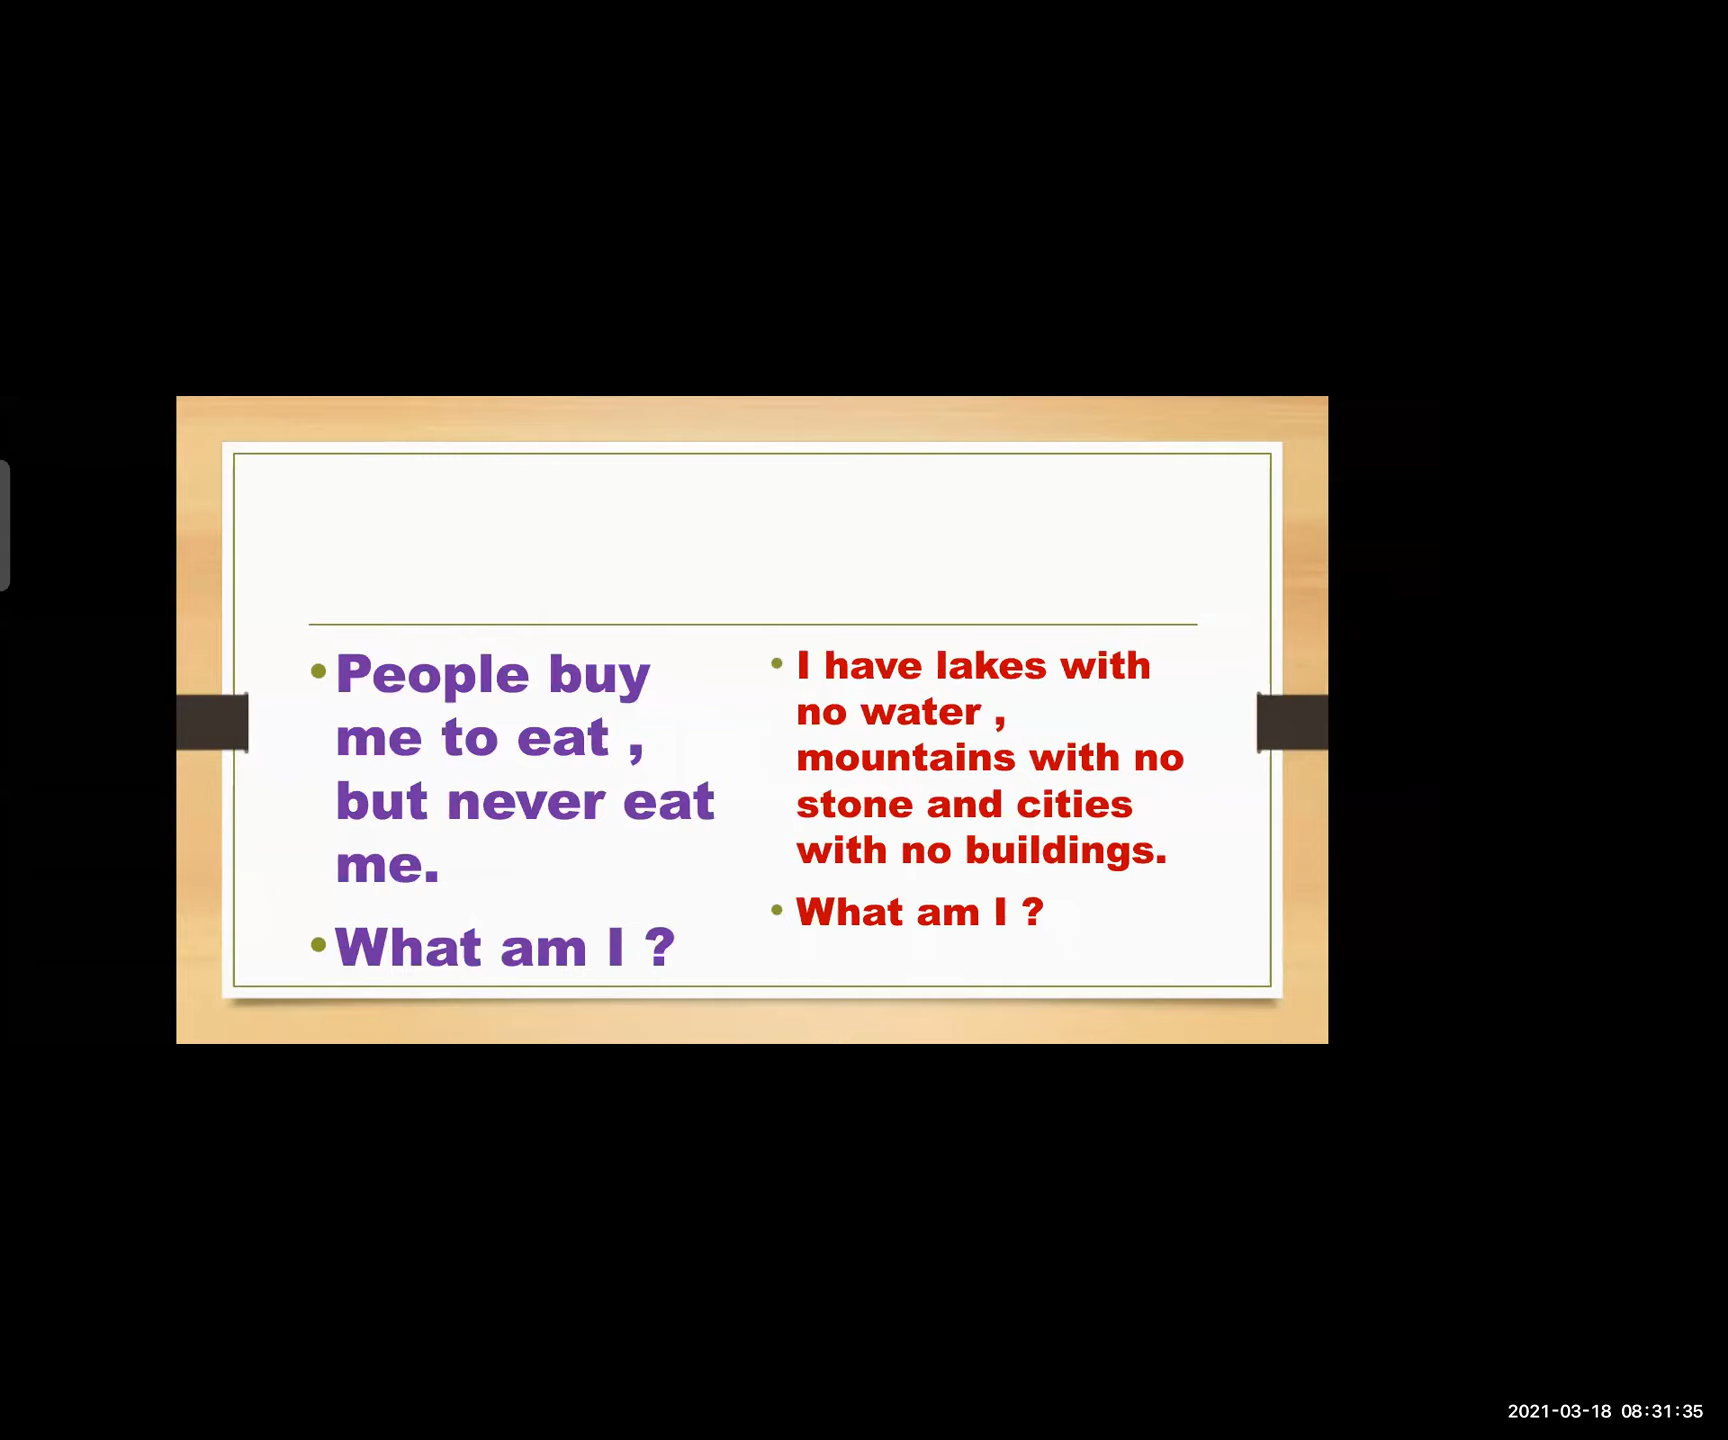 •People buy
me to eat ,
but never eat
me.
•What am I ?
• I have lakes with
no water ,
mountains with no
stone and cities
with no buildings.
• What am I ?
2021-03-18 08:31:35